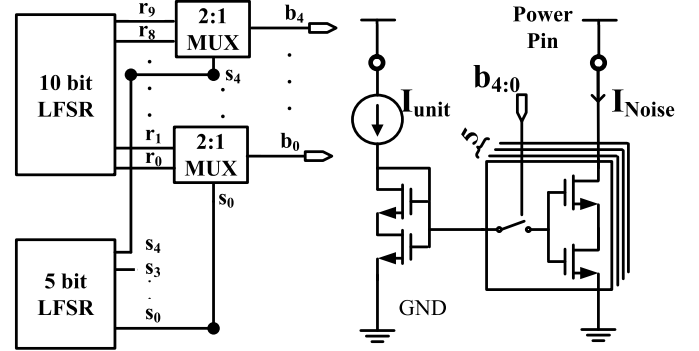 r9
r8
2:1
MUX
b4
s4
10 bit
LFSR
r1
r0
2:1
MUX
b0
s0
5 bit
LFSR
s4
s3
s0
Iunit
GND
Power
Pin
b4:0
INoise
5{